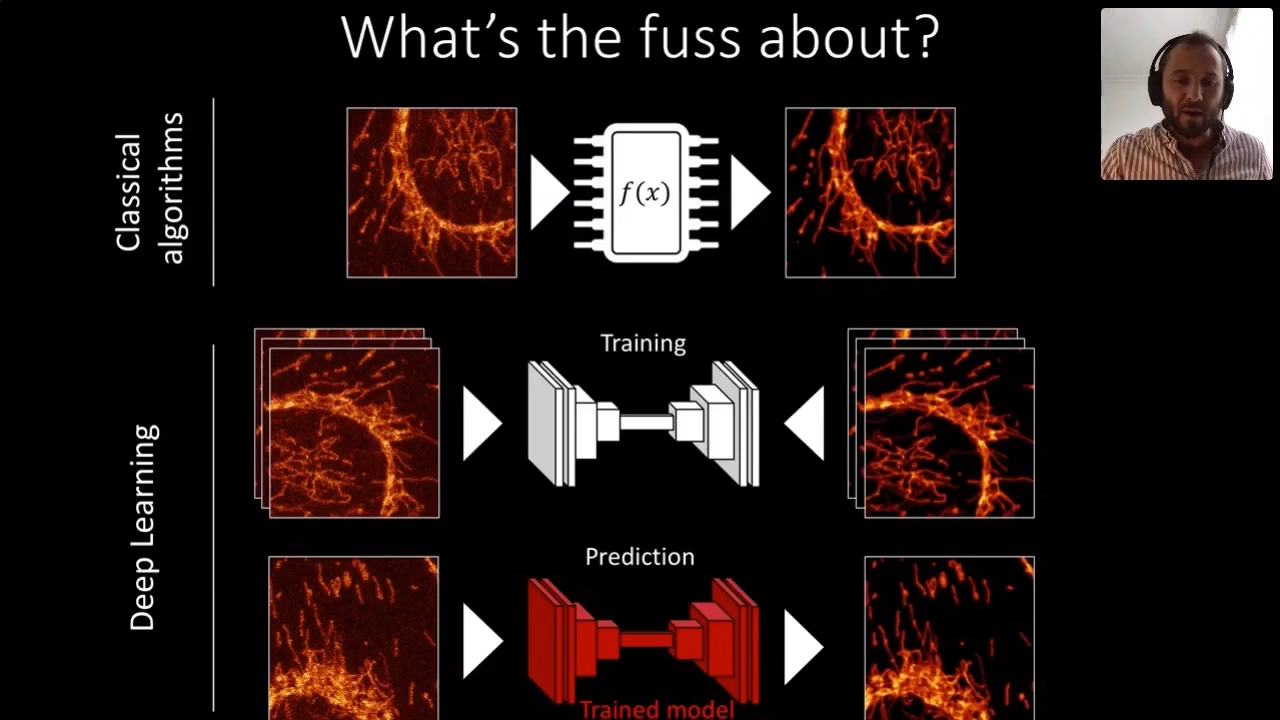 What's the fuss about?
Classical
algorithms
f(x)
Deep Learning
Training
Prediction
Trained model